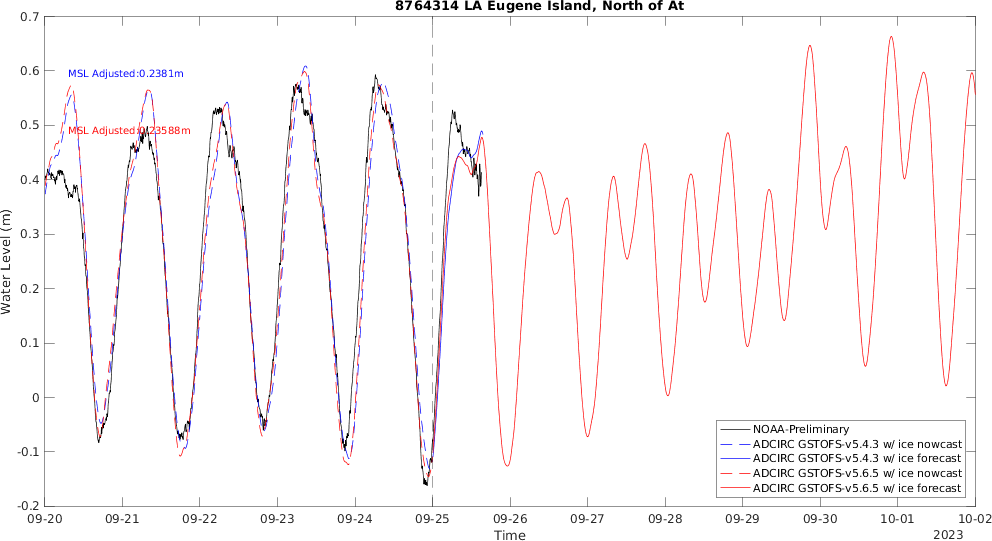 8764314 LA Eugene Island, North of At
0.7
0.6
0.5
0.4
0.3
0.2
0.1
0
-0.1
-0.2
Water Level (m)
MSL Adjusted:0.2381m
MSL Adjusted:0.23588m
NOAA-Preliminary
ADCIRC GSTOFS-v5.4.3 w/ ice nowcast
ADCIRC GSTOFS-v5.4.3 w/ ice forecast
ADCIRC GSTOFS-v5.6.5 w/ ice nowcast
ADCIRC GSTOFS-v5.6.5 w/ ice forecast
09-20 09-21 09-22 09-23 09-24 09-25 09-26 09-27 09-28 09-29 09-30 10-01 10-02
Time
2023